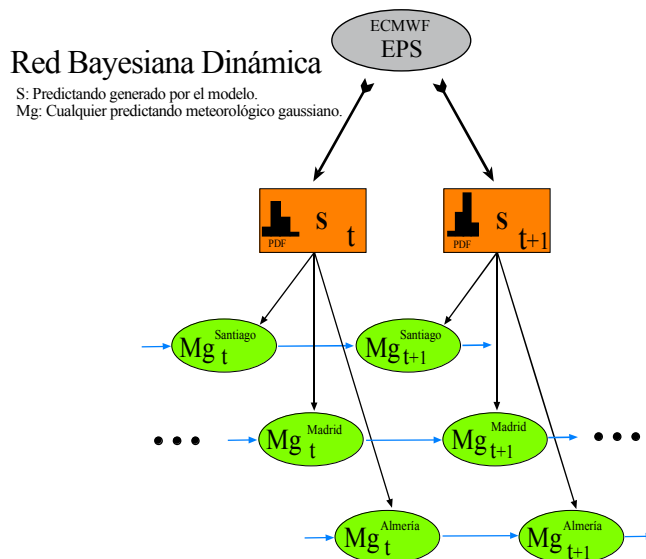 ECMWF
EPS
Red Bayesiana Dinámica
S: Predictando generado por el modelo.
Mg: Cualquier predictando meteorológico gaussiano.
PDF
S t
PDF
S t+1
Mg t Santiago
Mg t+1 Santiago
Mg t Madrid
Mg t+1 Madrid
Mg t Almería
Mg t+1 Almería